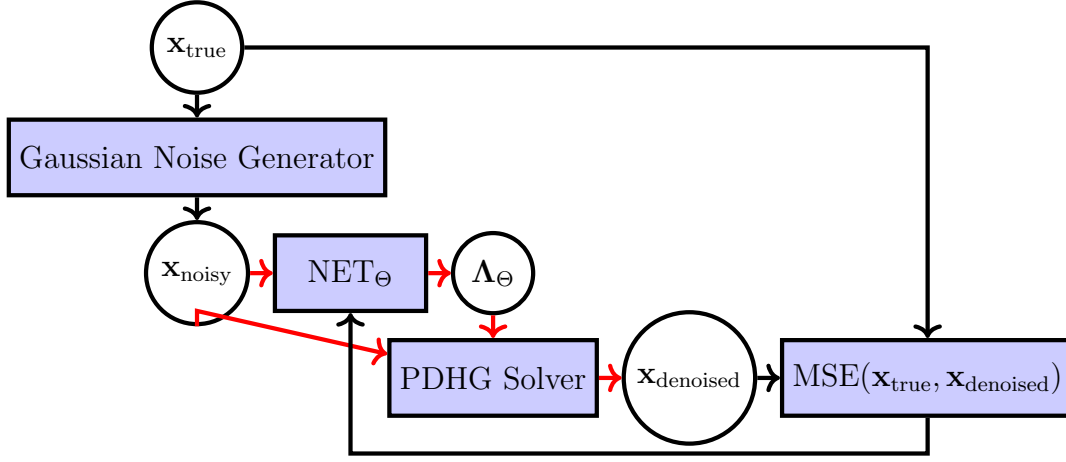 x_true
Gaussian Noise Generator
x_noisy
NET_Θ
Λ_Θ
PDHG Solver
x_denoised
MSE(x_true, x_denoised)